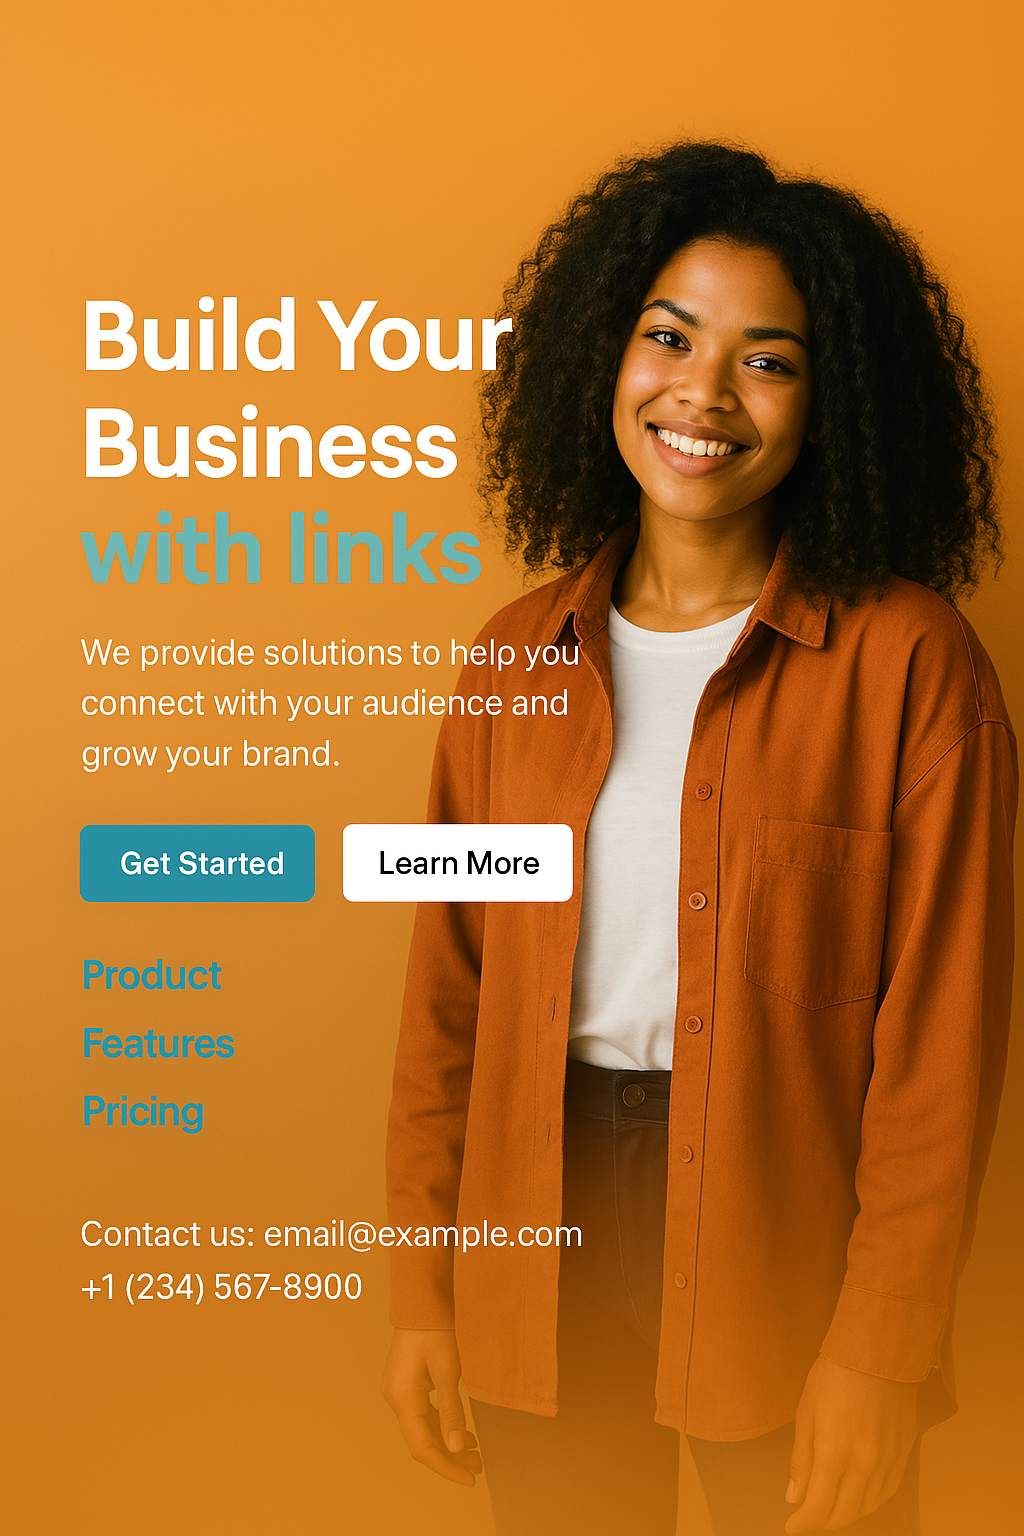 Build Your
Business
with links
We provide solutions to help you
connect with your audience and
grow your brand.
Get Started
Learn More
Product
Features
Pricing
Contact us: email@example.com
+1 (234) 567-8900